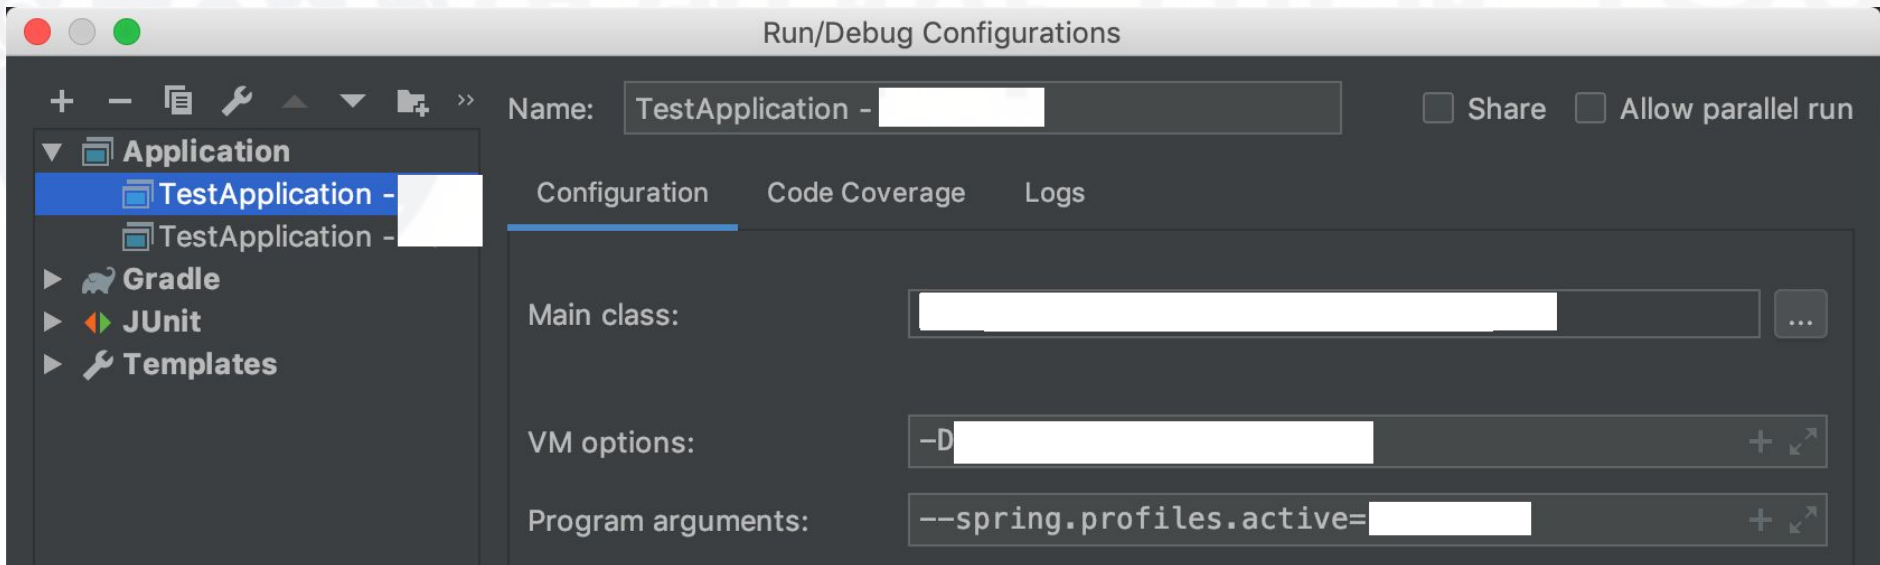 Run/Debug Configurations
Name: TestApplication - Share Allow parallel run
Application
TestApplication -
TestApplication -
Gradle
JUnit
Templates
Configuration Code Coverage Logs
Main class: ...
VM options: -D
Program arguments: --spring.profiles.active=